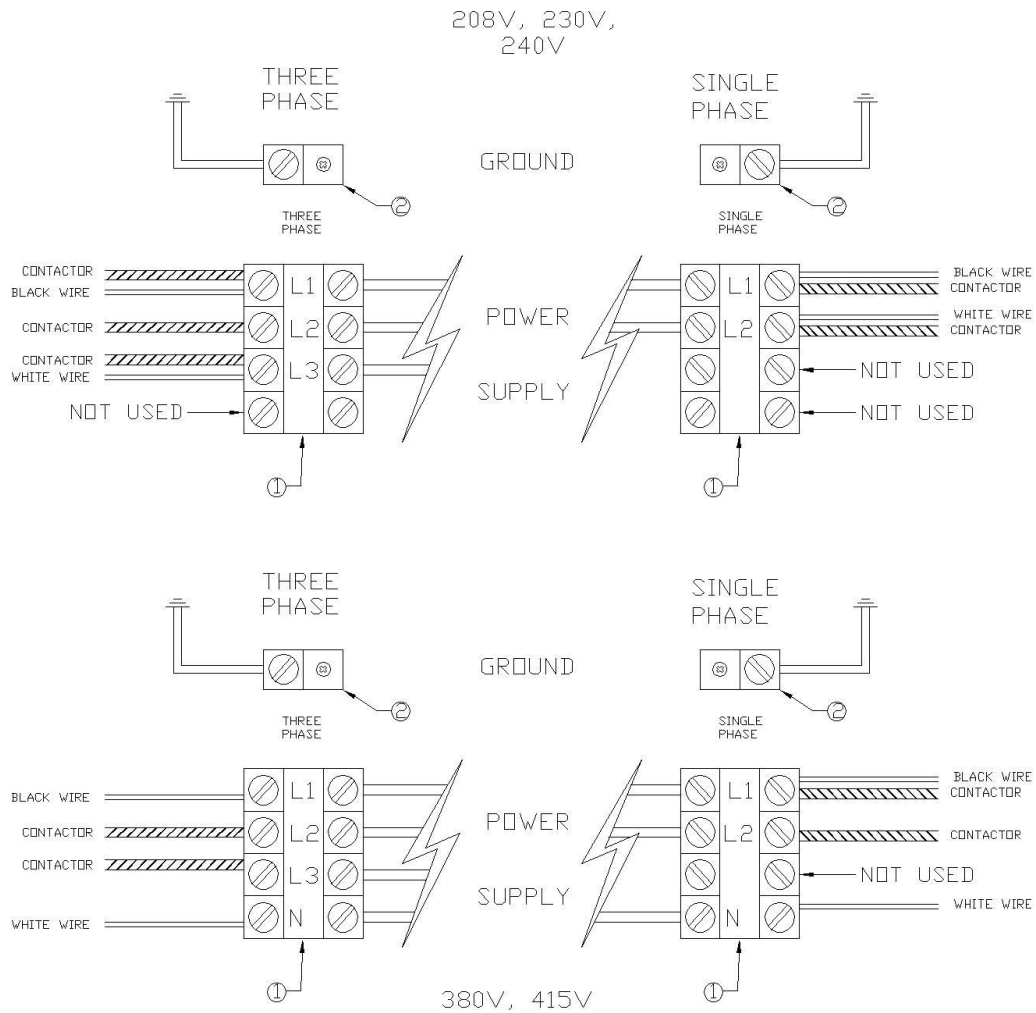 208V, 230V,
240V
THREE
PHASE
SINGLE
PHASE
GROUND
2
2
THREE
PHASE
SINGLE
PHASE
CONTACTOR
BLACK WIRE
CONTACTOR
CONTACTOR
WHITE WIRE
NOT USED
L1
L2
L3
POWER
SUPPLY
L1
L2
BLACK WIRE
CONTACTOR
WHITE WIRE
CONTACTOR
NOT USED
NOT USED
1
1
THREE
PHASE
SINGLE
PHASE
GROUND
2
2
THREE
PHASE
SINGLE
PHASE
BLACK WIRE
CONTACTOR
CONTACTOR
WHITE WIRE
L1
L2
L3
N
POWER
SUPPLY
L1
L2
N
BLACK WIRE
CONTACTOR
CONTACTOR
NOT USED
WHITE WIRE
1
1
380V, 415V